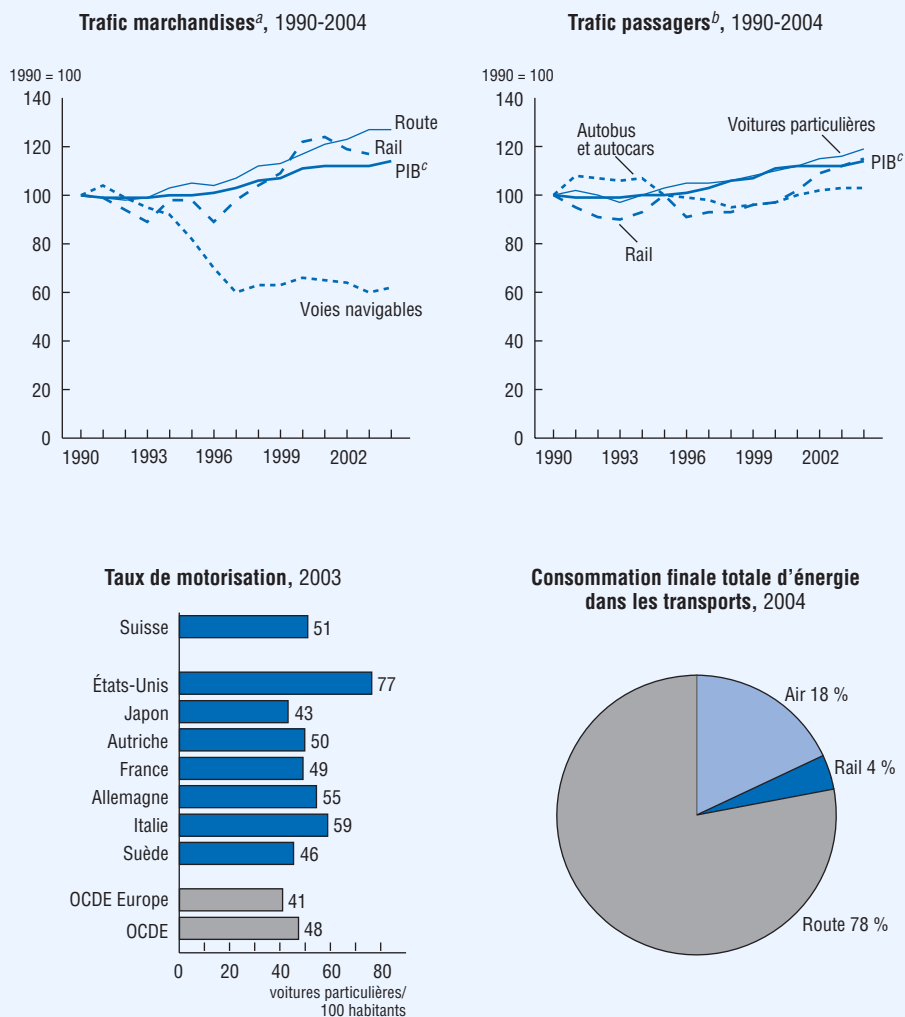 Trafic marchandisesa, 1990-2004
1990 = 100
140
120
100
80
60
40
20
0
1990 1993 1996 1999 2002
Route
Rail
PIBc
Voies navigables
Trafic passagersb, 1990-2004
1990 = 100
140
120
100
80
60
40
20
0
1990 1993 1996 1999 2002
Autobus
et autocars
Voitures particulières
PIBc
Rail
Taux de motorisation, 2003
Suisse 51
États-Unis 77
Japon 43
Autriche 50
France 49
Allemagne 55
Italie 59
Suède 46
OCDE Europe 41
OCDE 48
0 20 40 60 80
voitures particulières/
100 habitants
Consommation finale totale d'énergie
dans les transports, 2004
Air 18 %
Rail 4 %
Route 78 %